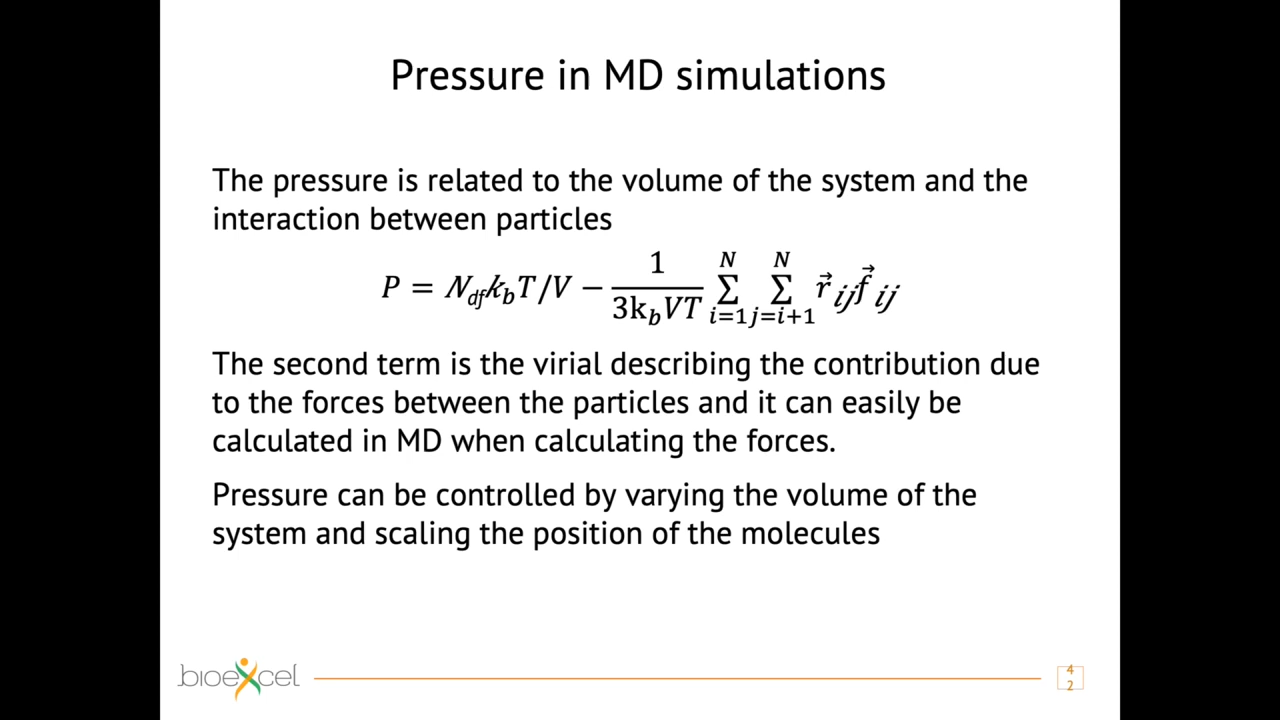 Pressure in MD simulations
The pressure is related to the volume of the system and the
interaction between particles
P = N_df k_b T/V − 1/(3k_b VT) ∑_{i=1}^{N} ∑_{j=i+1}^{N} r⃗_ij f⃗_ij
The second term is the virial describing the contribution due
to the forces between the particles and it can easily be
calculated in MD when calculating the forces.
Pressure can be controlled by varying the volume of the
system and scaling the position of the molecules
bioexcel
4
2